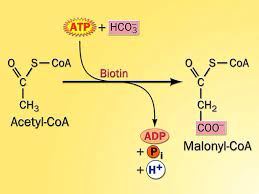 ATP + HCO₃⁻
O S—CoA
C
CH₃
Acetyl-CoA
Biotin
ADP
+ Pᵢ
+ H⁺
O S—CoA
C
CH₂
COO⁻
Malonyl-CoA